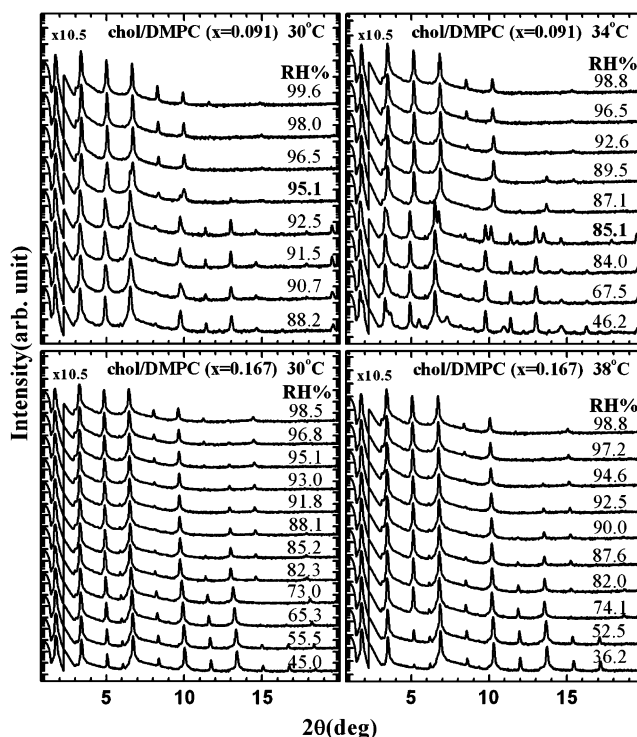 Intensity(arb. unit)
x10.5 chol/DMPC (x=0.091) 30°C
RH%
99.6
98.0
96.5
95.1
92.5
91.5
90.7
88.2
x10.5 chol/DMPC (x=0.091) 34°C
RH%
98.8
96.5
92.6
89.5
87.1
85.1
84.0
67.5
46.2
chol/DMPC (x=0.167) 30°C
x10.5
RH%
98.5
96.8
95.1
93.0
91.8
88.1
85.2
82.3
73.0
65.3
55.5
45.0
5 10 15
chol/DMPC (x=0.167) 38°C
x10.5
RH%
98.8
97.2
94.6
92.5
90.0
87.6
82.0
74.1
52.5
36.2
5 10 15
2θ(deg)